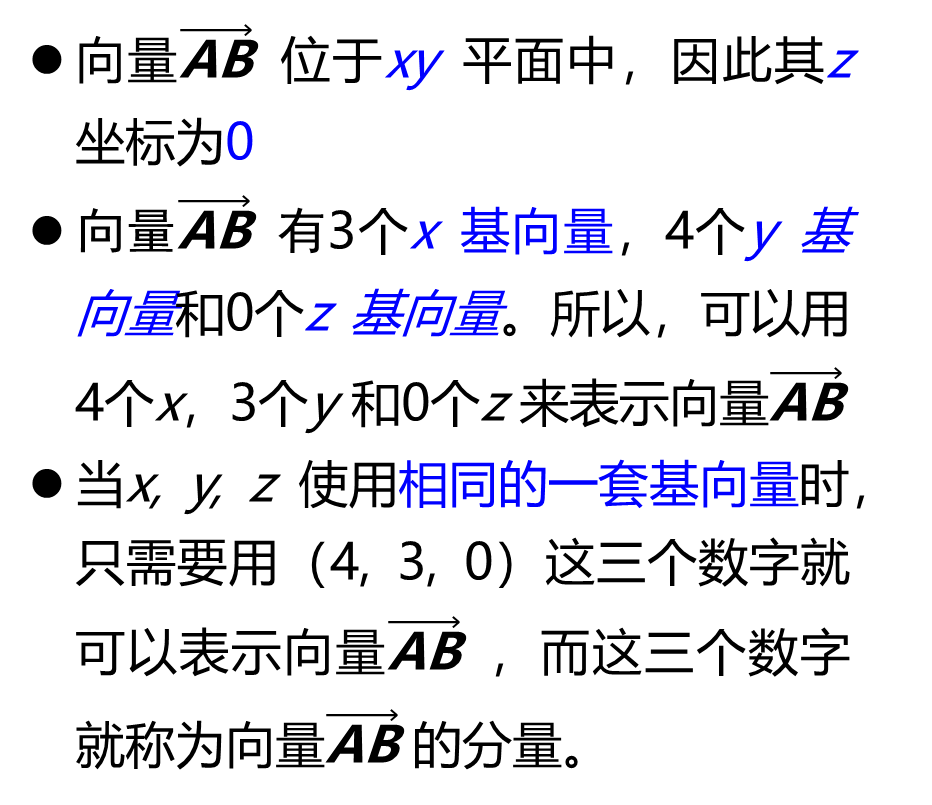 ● 向量AB 位于xy 平面中，因此其z
坐标为0
● 向量AB 有3个x 基向量，4个y 基
向量和0个z 基向量。所以，可以用
4个x，3个y 和0个z 来表示向量AB
● 当x, y, z 使用相同的一套基向量时，
只需要用（4, 3, 0）这三个数字就
可以表示向量AB ，而这三个数字
就称为向量AB 的分量。